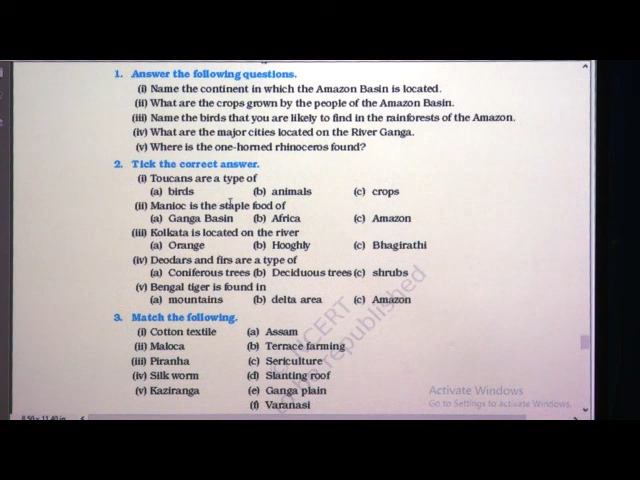 1. Answer the following questions.
(i) Name the continent in which the Amazon Basin is located.
(ii) What are the crops grown by the people of the Amazon Basin.
(iii) Name the birds that you are likely to find in the rainforests of the Amazon.
(iv) What are the major cities located on the River Ganga.
(v) Where is the one-horned rhinoceros found?
2. Tick the correct answer.
(i) Toucans are a type of
(a) birds (b) animals (c) crops
(ii) Manioc is the staple food of
(a) Ganga Basin (b) Africa (c) Amazon
(iii) Kolkata is located on the river
(a) Orange (b) Hooghly (c) Bhagirathi
(iv) Deodars and firs are a type of
(a) Coniferous trees (b) Deciduous trees (c) shrubs
(v) Bengal tiger is found in
(a) mountains (b) delta area (c) Amazon
3. Match the following.
(i) Cotton textile (a) Assam
(ii) Maloca (b) Terrace farming
(iii) Piranha (c) Sericulture
(iv) Silk worm (d) Slanting roof
(v) Kaziranga (e) Ganga plain
(f) Varanasi
republished
Activate Windows
Go to Settings to activate Windows.
8.50 x 11.40 in